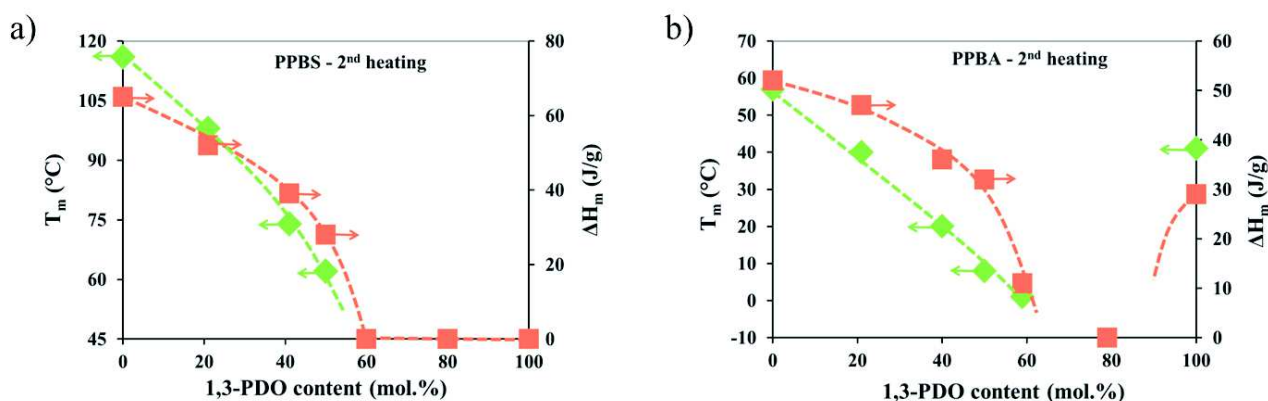 a)
PPBS - 2nd heating
120
105
90
75
60
45
Tm (°C)
80
60
40
20
0
ΔHm (J/g)
0 20 40 60 80 100
1,3-PDO content (mol.%)
b)
PPBA - 2nd heating
70
60
50
40
30
20
10
0
-10
Tm (°C)
60
50
40
30
20
10
0
ΔHm (J/g)
0 20 40 60 80 100
1,3-PDO content (mol.%)